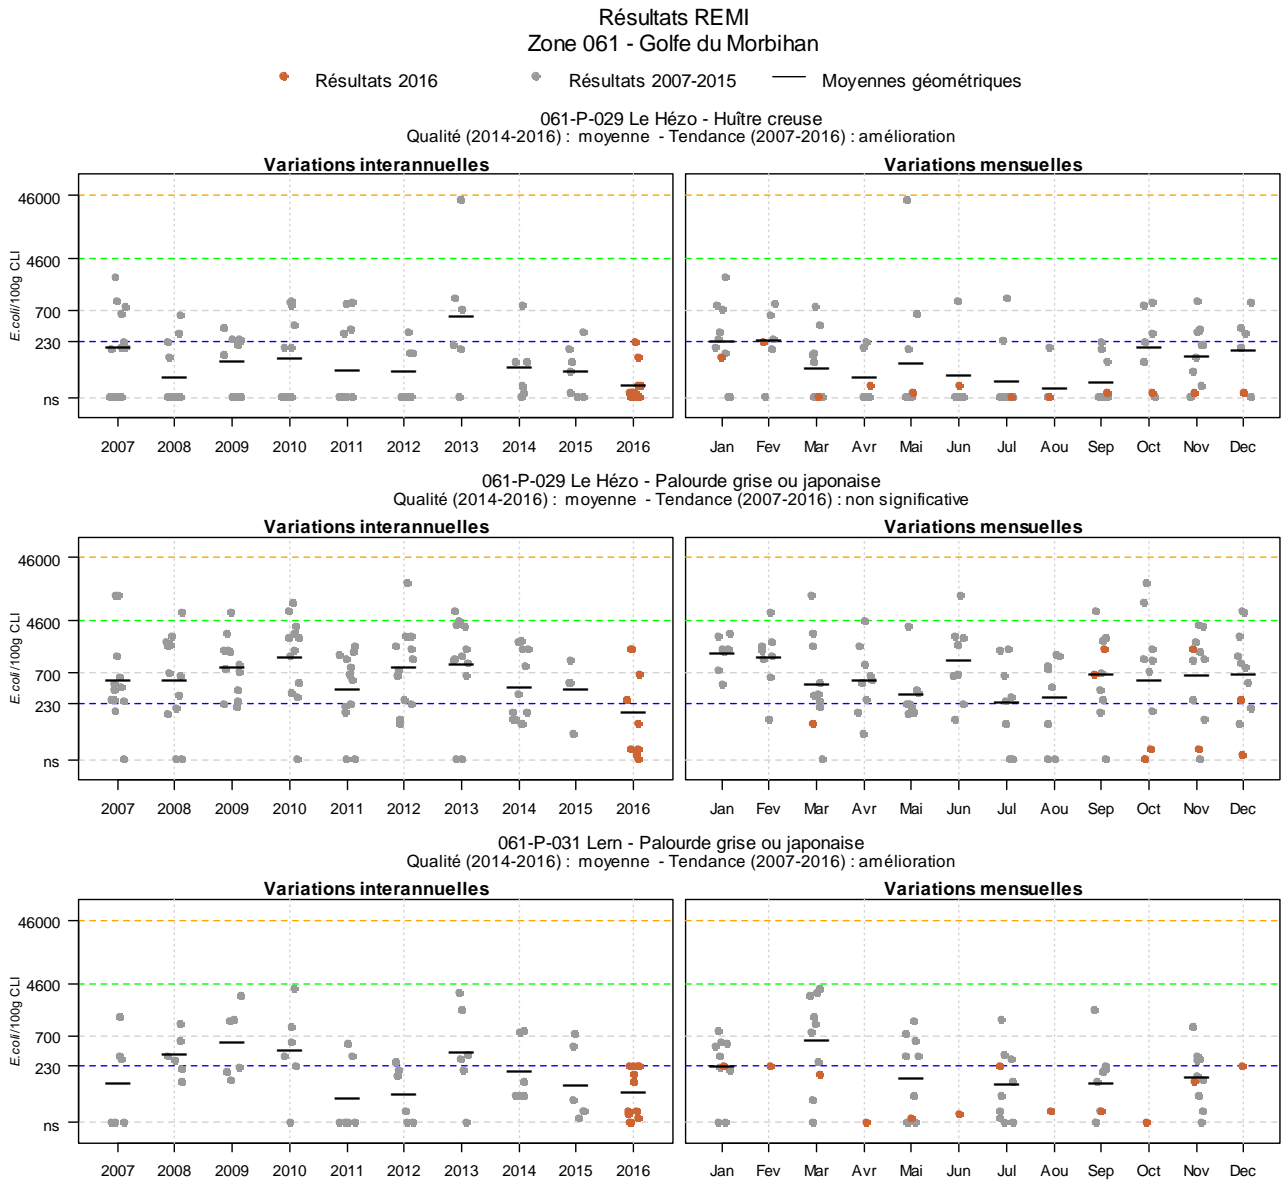 Résultats REMI
Zone 061 - Golfe du Morbihan
Résultats 2016 Résultats 2007-2015 Moyennes géométriques
061-P-029 Le Hézo - Huître creuse
Qualité (2014-2016) : moyenne - Tendance (2007-2016) : amélioration
Variations interannuelles
E.coli/100g CLI
46000
4600
700
230
ns
2007 2008 2009 2010 2011 2012 2013 2014 2015 2016
Variations mensuelles
Jan Fev Mar Avr Mai Jun Jul Aou Sep Oct Nov Dec
061-P-029 Le Hézo - Palourde grise ou japonaise
Qualité (2014-2016) : moyenne - Tendance (2007-2016) : non significative
Variations interannuelles
E.coli/100g CLI
46000
4600
700
230
ns
2007 2008 2009 2010 2011 2012 2013 2014 2015 2016
Variations mensuelles
Jan Fev Mar Avr Mai Jun Jul Aou Sep Oct Nov Dec
061-P-031 Lern - Palourde grise ou japonaise
Qualité (2014-2016) : moyenne - Tendance (2007-2016) : amélioration
Variations interannuelles
E.coli/100g CLI
46000
4600
700
230
ns
2007 2008 2009 2010 2011 2012 2013 2014 2015 2016
Variations mensuelles
Jan Fev Mar Avr Mai Jun Jul Aou Sep Oct Nov Dec